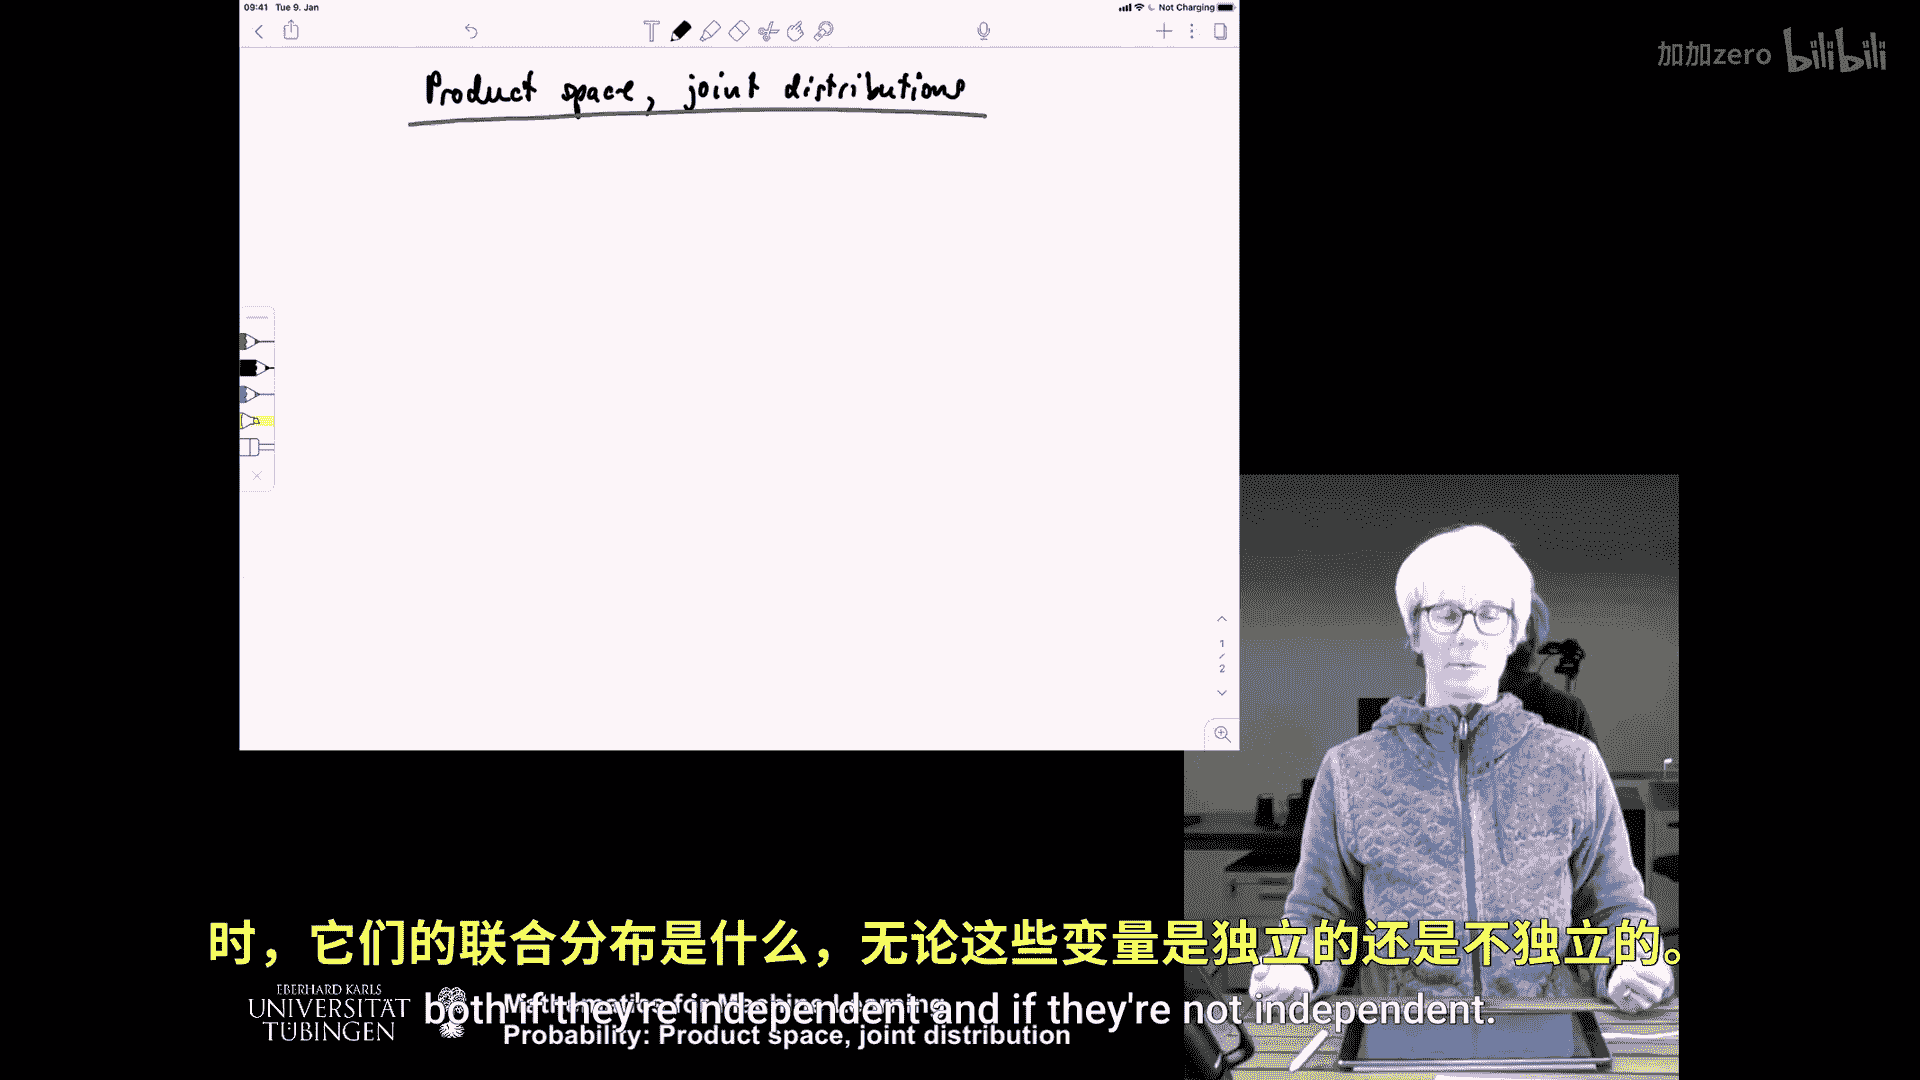 09:41 Tue 9. Jan
Not Charging
加加zero bilibili
Product space, joint distributions
1
2
时，它们的联合分布是什么，无论这些变量是独立的还是不独立的。
both if they're independent and if they're not independent.
EBERHARD KARLS
UNIVERSITÄT
TÜBINGEN
Mathematics for Machine Learning
Probability: Product space, joint distribution